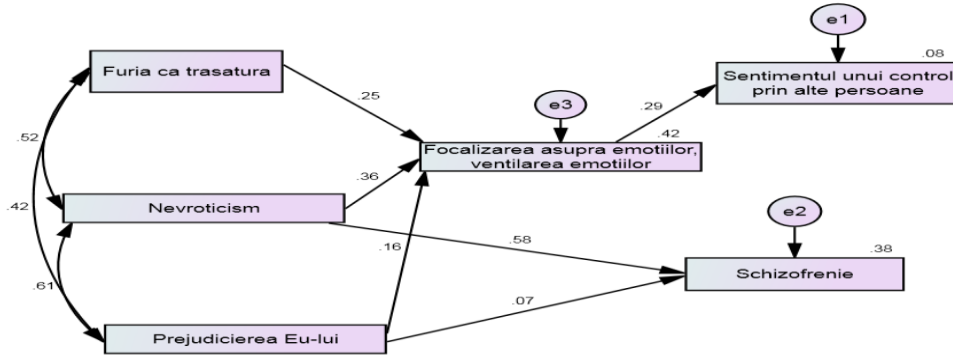 e1
.08
Furia ca trasatura
Sentimentul unui control
prin alte persoane
.25
e3
.29
.52
.42
Focalizarea asupra emotiilor,
ventilarea emotiilor
.36
.42
Nevroticism
e2
.16
.58
.38
Schizofrenie
.61
.07
Prejudicierea Eu-lui